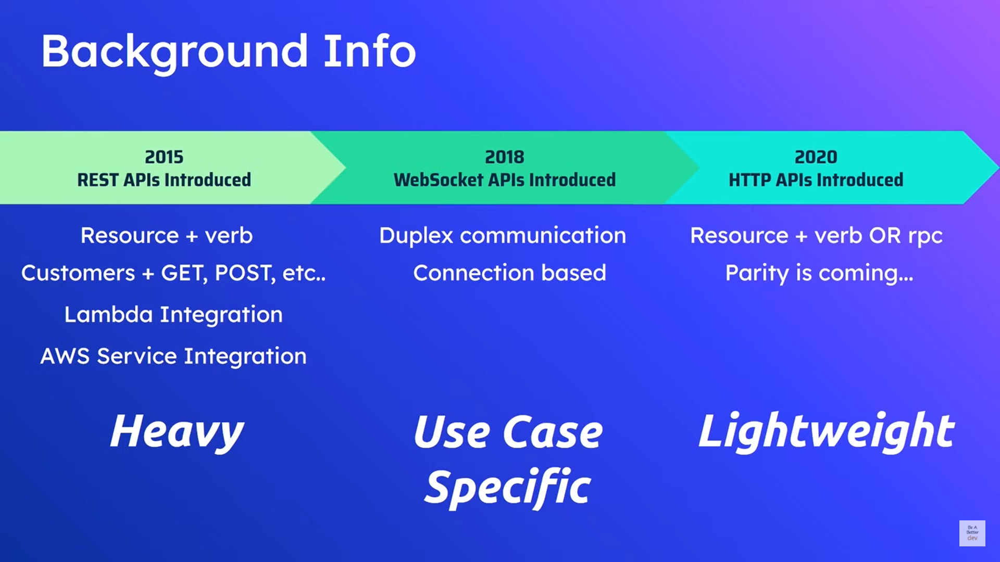 Background Info
2015
REST APIs Introduced
2018
WebSocket APIs Introduced
2020
HTTP APIs Introduced
Resource + verb
Customers + GET, POST, etc..
Lambda Integration
AWS Service Integration
Heavy
Duplex communication
Connection based
Use Case
Specific
Resource + verb OR rpc
Parity is coming...
Lightweight
Be A
Better
dev